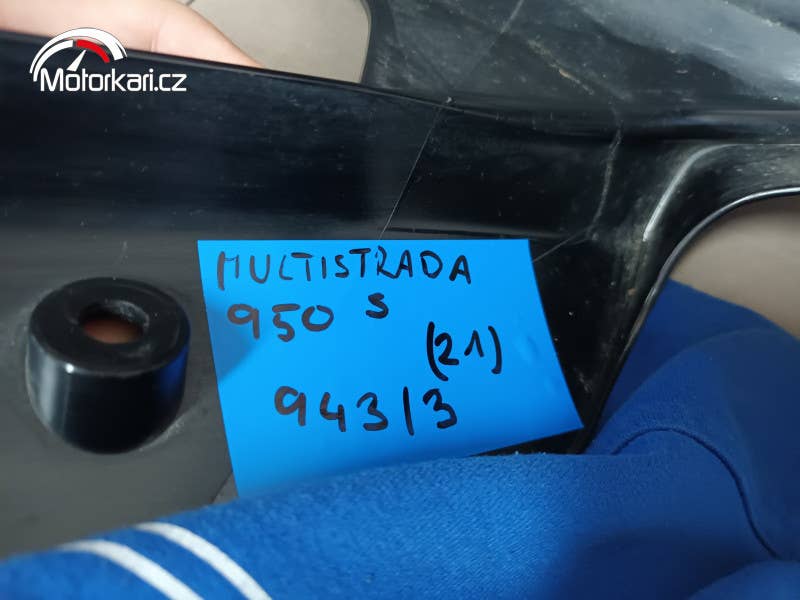 Motorkari.cz
MULTISTRADA
950 S
(21)
943/3